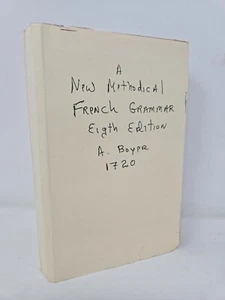 A
New Methodical
French Grammar
Eigth Edition
A. Boyer
1720